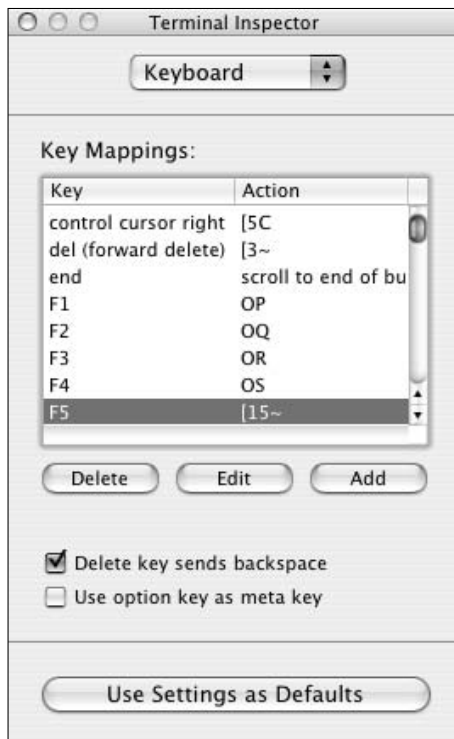 Terminal Inspector
Keyboard
Key Mappings:
Key Action
control cursor right [5C
del (forward delete) [3~
end scroll to end of bu
F1 OP
F2 OQ
F3 OR
F4 OS
F5 [15~
Delete Edit Add
Delete key sends backspace
Use option key as meta key
Use Settings as Defaults